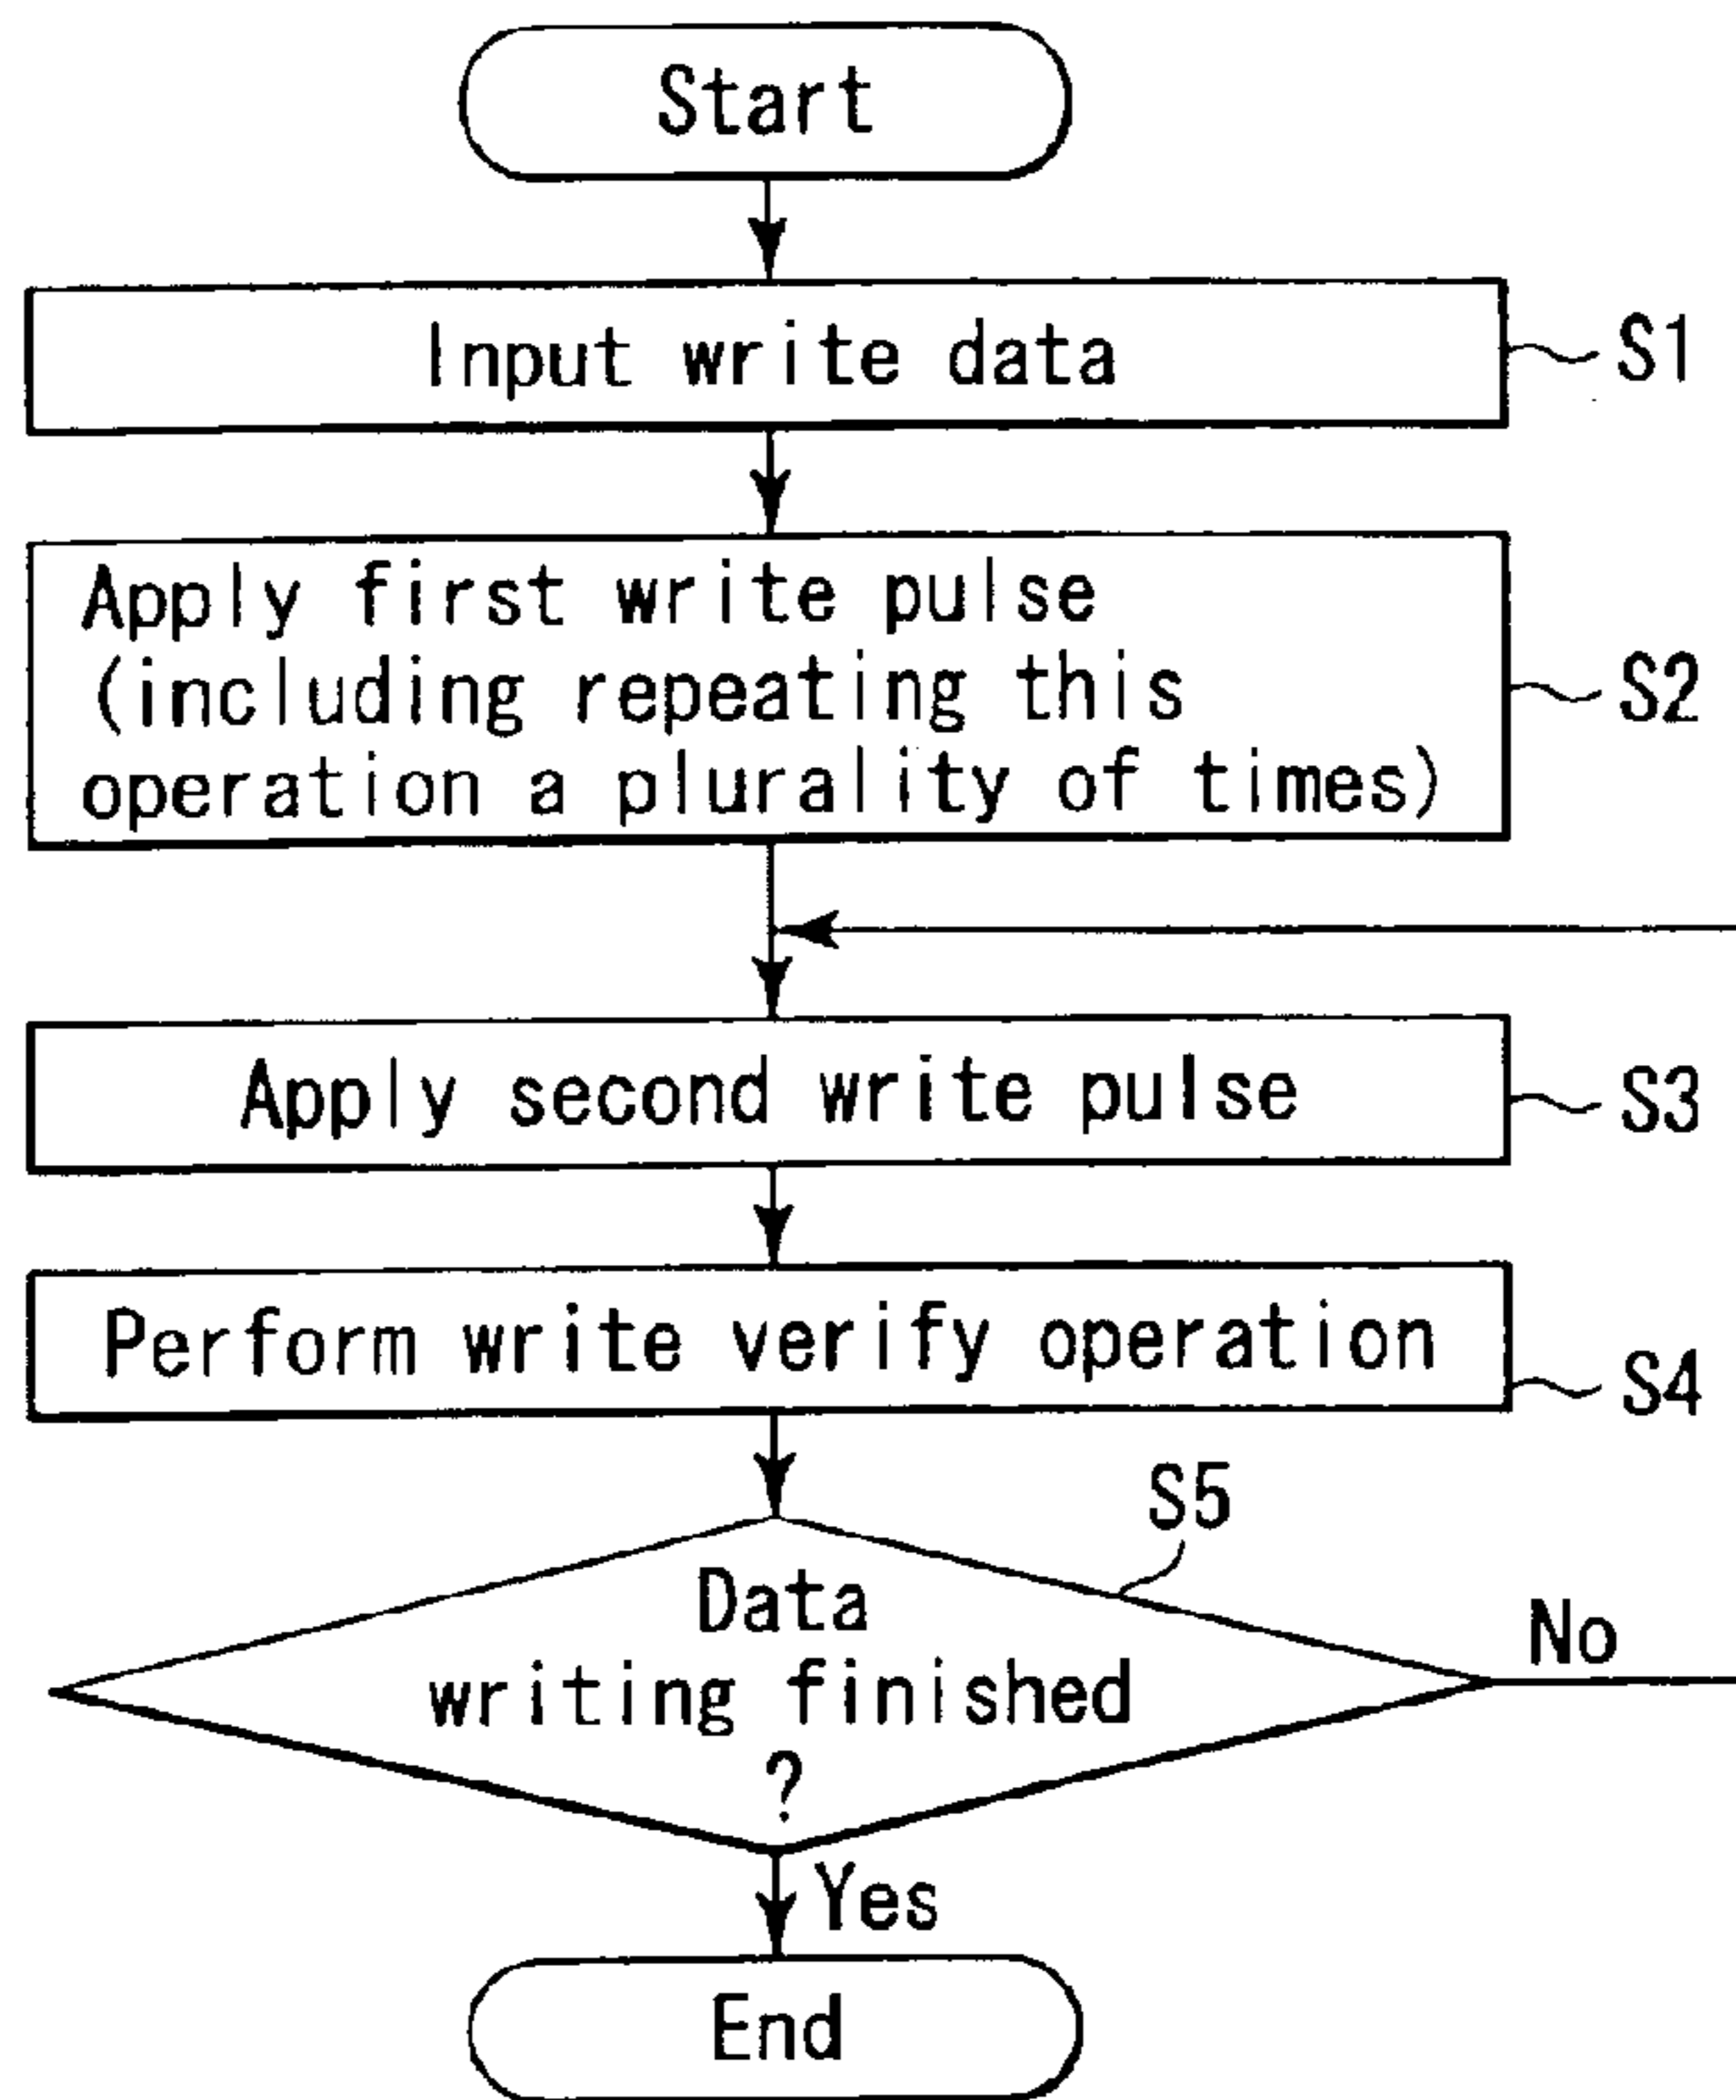 Start
Input write data
S1
Apply first write pulse
(including repeating this
operation a plurality of times)
S2
Apply second write pulse
S3
Perform write verify operation
S4
S5
Data
writing finished
?
No
Yes
End